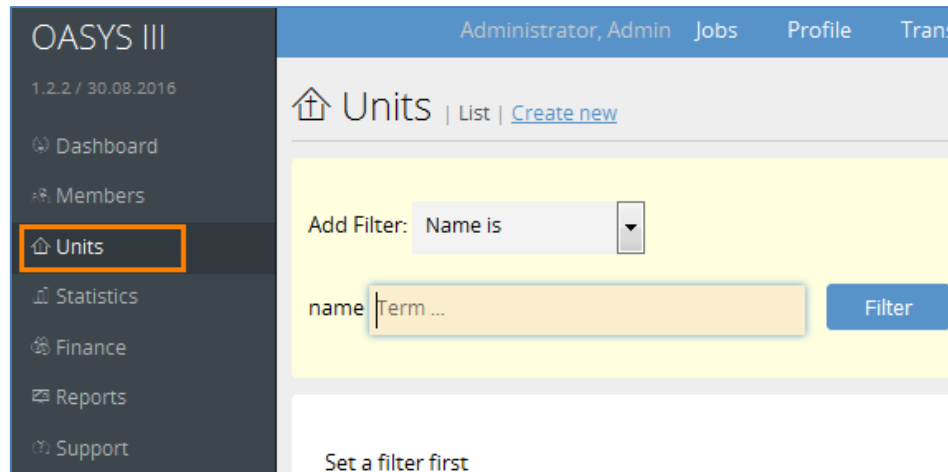 OASYS III
1.2.2 / 30.08.2016
Dashboard
Members
Units
Statistics
Finance
Reports
Support
Administrator, Admin Jobs Profile
Units | List | Create new
Add Filter: Name is
name Term ... Filter
Set a filter first